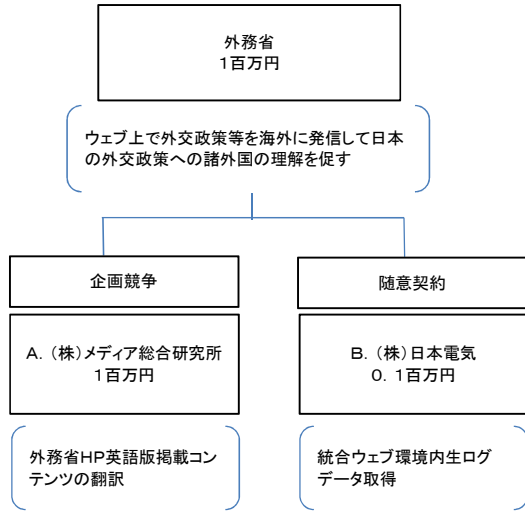 外務省
1百万円
ウェブ上で外交政策等を海外に発信して日本
の外交政策への諸外国の理解を促す
企画競争
随意契約
A.（株）メディア総合研究所
1百万円
B.（株）日本電気
0.1百万円
外務省HP英語版掲載コン
テンツの翻訳
統合ウェブ環境内生ログ
データ取得